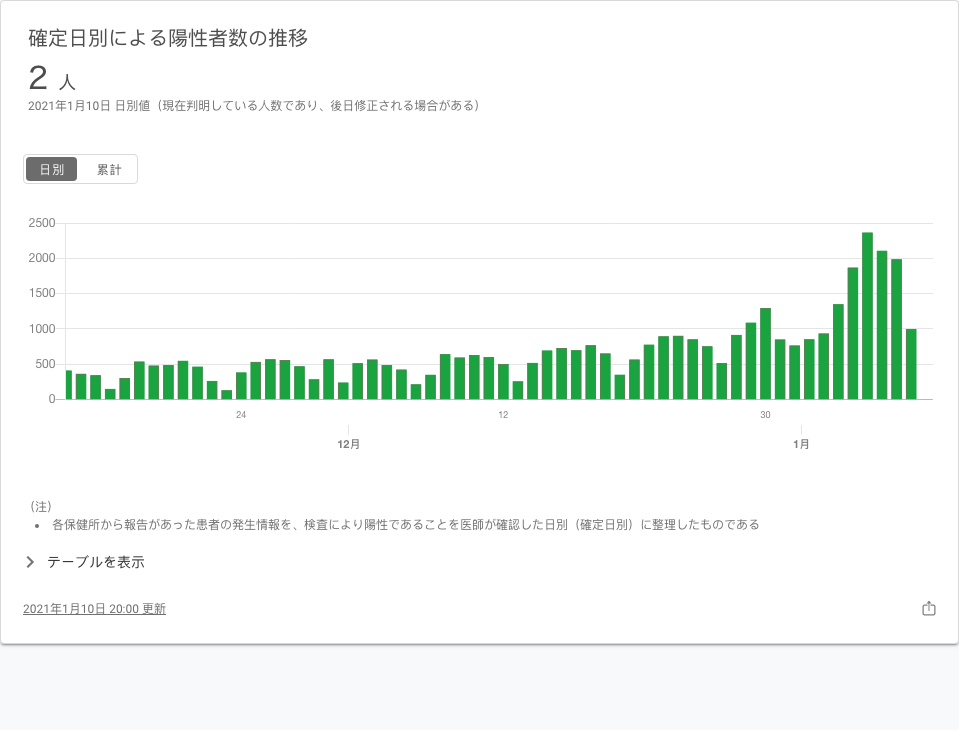 確定日別による陽性者数の推移
2 人
2021年1月10日 日別値（現在判明している人数であり、後日修正される場合がある）
日別 累計
2500
2000
1500
1000
500
0
24 12 30
12月 1月
（注）
• 各保健所から報告があった患者の発生情報を、検査により陽性であることを医師が確認した日別（確定日別）に整理したものである
テーブルを表示
2021年1月10日 20:00 更新